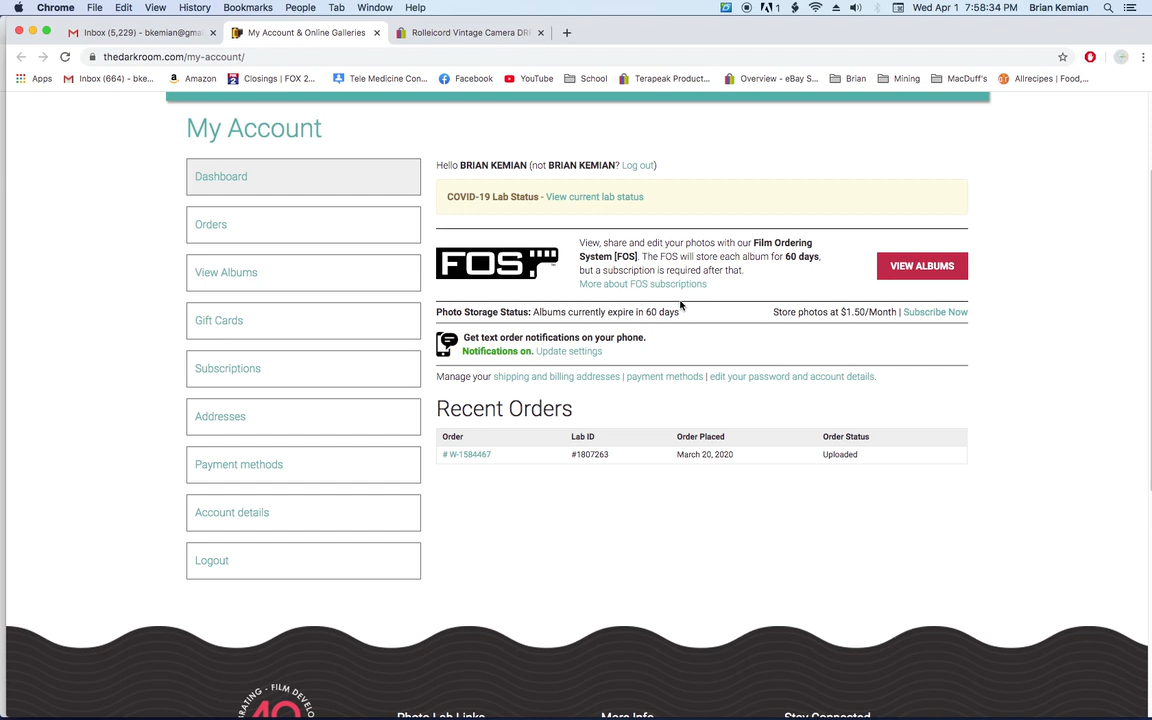 Chrome File Edit View History Bookmarks People Tab Window Help Wed Apr 1 7:58:34 PM Brian Kemian
Inbox (5,229) - bkemian@gma
My Account & Online Galleries
Rolleicord Vintage Camera DRP
thedarkroom.com/my-account/
Apps Inbox (664) - bke... Amazon Closings | FOX 2... Tele Medicine Con... Facebook YouTube School Terapeak Product... Overview - eBay S... Brian Mining MacDuff's Allrecipes | Food,...
My Account
Dashboard
Orders
View Albums
Gift Cards
Subscriptions
Addresses
Payment methods
Account details
Logout
Hello BRIAN KEMIAN (not BRIAN KEMIAN? Log out)
COVID-19 Lab Status - View current lab status
FOS
View, share and edit your photos with our Film Ordering
System [FOS]. The FOS will store each album for 60 days,
but a subscription is required after that.
More about FOS subscriptions
VIEW ALBUMS
Photo Storage Status: Albums currently expire in 60 days
Store photos at $1.50/Month | Subscribe Now
Get text order notifications on your phone.
Notifications on. Update settings
Manage your shipping and billing addresses | payment methods | edit your password and account details.
Recent Orders
Order Lab ID Order Placed Order Status
# W-1584467 #1807263 March 20, 2020 Uploaded
Photo Lab Links
More Info
Stay Connected